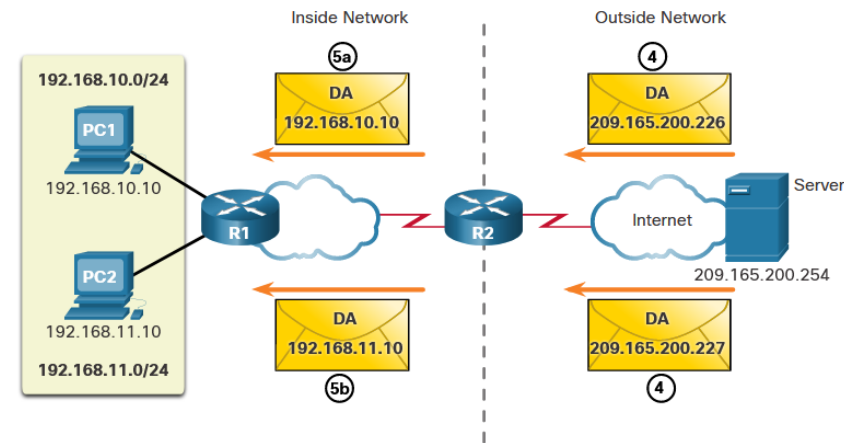 Inside Network
Outside Network
5a
4
192.168.10.0/24
DA
192.168.10.10
DA
209.165.200.226
PC1
192.168.10.10
Server
R1
R2
Internet
PC2
209.165.200.254
192.168.11.10
DA
192.168.11.10
DA
209.165.200.227
192.168.11.0/24
5b
4